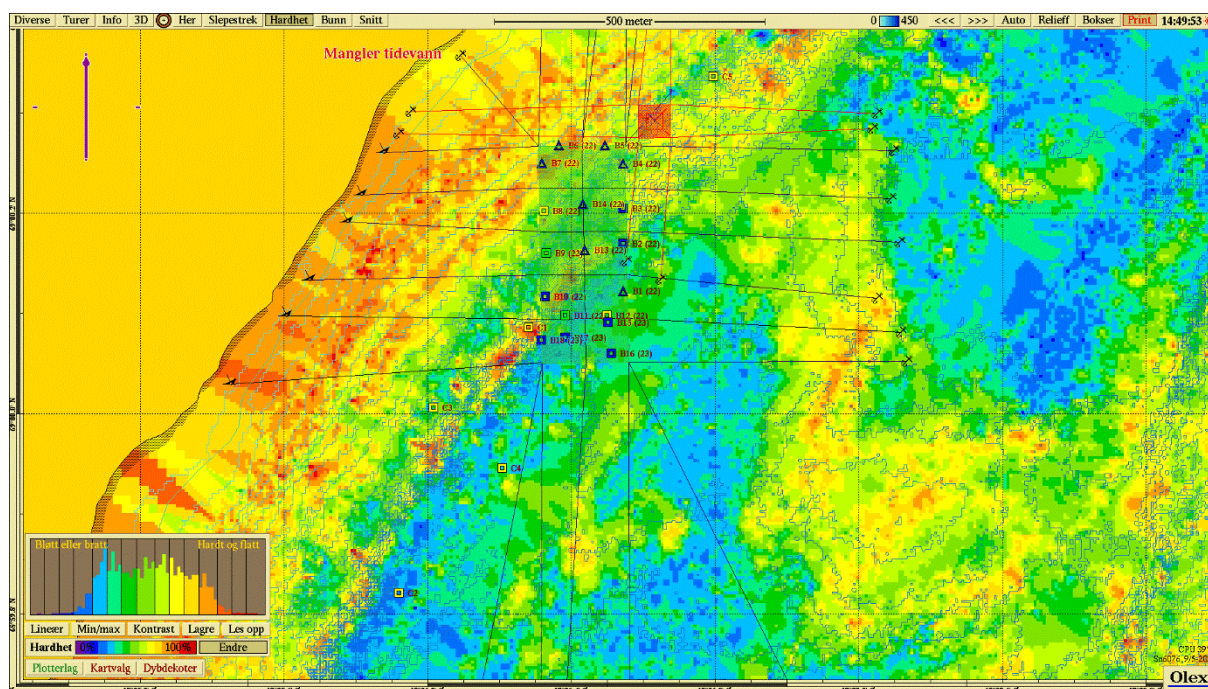 Diverse Turer Info 3D Her Slepestrek Hardhet Bunn Snitt 500 meter 0 450 <<< >>> Auto Relieff Bokser Print 14:49:53
Mangler tidevann
C5
B6 (22) B5 (22)
B7 (22) B4 (22)
B14 (22)
B8 (22) B3 (22)
B2 (22)
B9 (22) B13 (22)
B1 (22)
B10 (22)
B11 (22) B12 (22)
B15 (23)
C1
(23) (23)
B16 (23)
C3
C4
C2
Bløtt eller bratt Hardt og flatt
Lineær Min/max Kontrast Lagre Les opp
Hardhet 0% 100% Endre
Plotterlag Kartvalg Dybdekoter
Olex